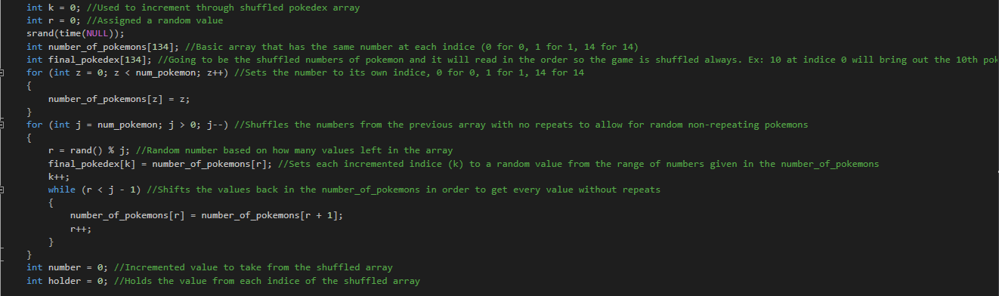 int k = 0; //Used to increment through shuffled pokedex array
int r = 0; //Assigned a random value
srand(time(NULL));
int number_of_pokemons[134]; //Basic array that has the same number at each indice (0 for 0, 1 for 1, 14 for 14)
int final_pokedex[134]; //Going to be the shuffled numbers of pokemon and it will read in the order so the game is shuffled always. Ex: 10 at indice 0 will bring out the 10th pok
for (int z = 0; z < num_pokemon; z++) //Sets the number to its own indice, 0 for 0, 1 for 1, 14 for 14
{
number_of_pokemons[z] = z;
}
for (int j = num_pokemon; j > 0; j--) //Shuffles the numbers from the previous array with no repeats to allow for random non-repeating pokemons
{
r = rand() % j; //Random number based on how many values left in the array
final_pokedex[k] = number_of_pokemons[r]; //Sets each incremented indice (k) to a random value from the range of numbers given in the number_of_pokemons
k++;
while (r < j - 1) //Shifts the values back in the number_of_pokemons in order to get every value without repeats
{
number_of_pokemons[r] = number_of_pokemons[r + 1];
r++;
}
}
int number = 0; //Incremented value to take from the shuffled array
int holder = 0; //Holds the value from each indice of the shuffled array